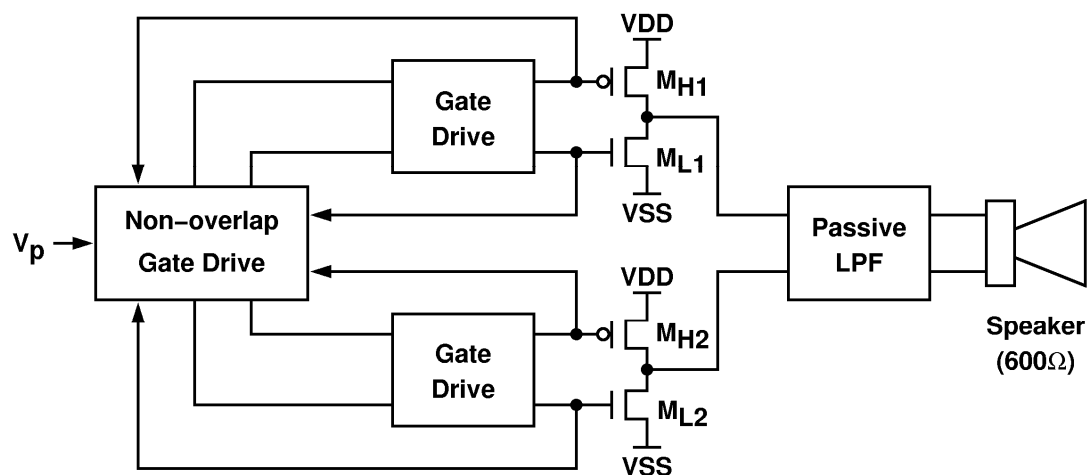 VDD
Gate
Drive
MH1
ML1
VSS
Non-overlap
Gate Drive
Vp
Passive
LPF
VDD
Gate
Drive
MH2
ML2
VSS
Speaker
(600Ω)